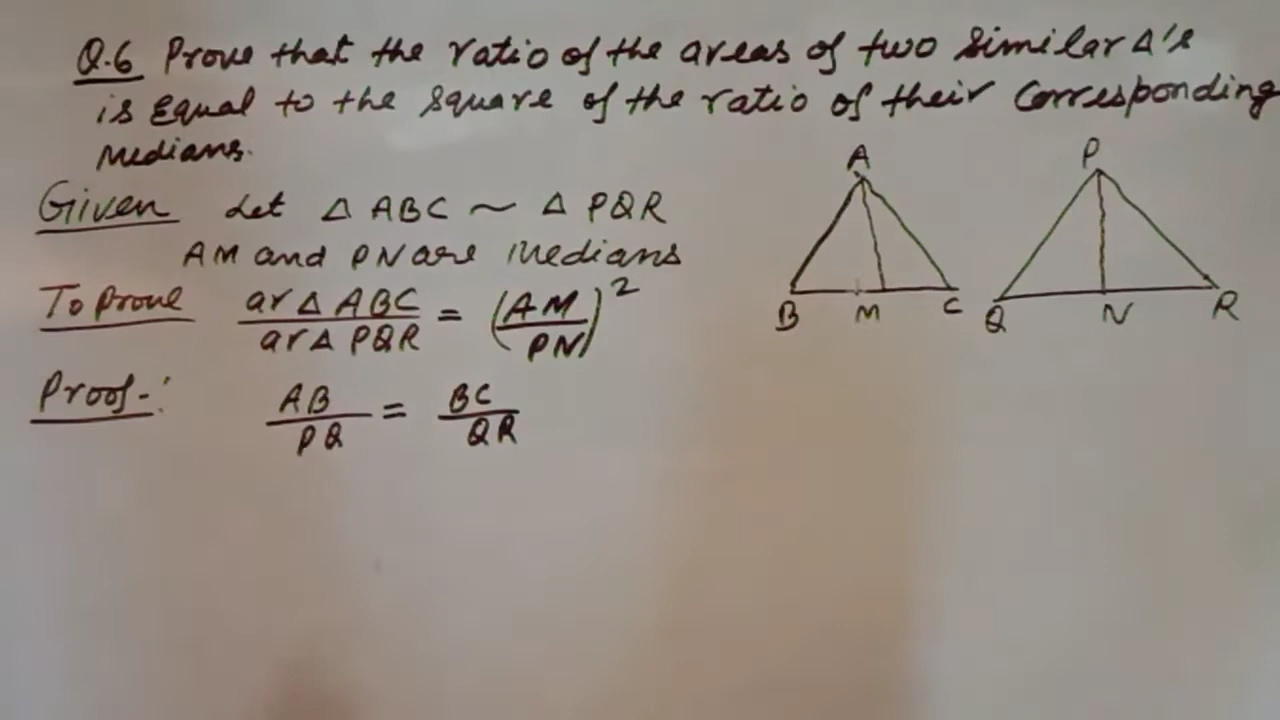 Q.6 Prove that the ratio of the areas of two similar Δ's
is equal to the square of the ratio of their corresponding
medians.
Given Let Δ ABC ~ Δ PQR
AM and PN are Medians
To prove ar Δ ABC / ar Δ PQR = (AM / PN)²
Proof-: AB / PQ = BC / QR
A
B M C
P
Q N R